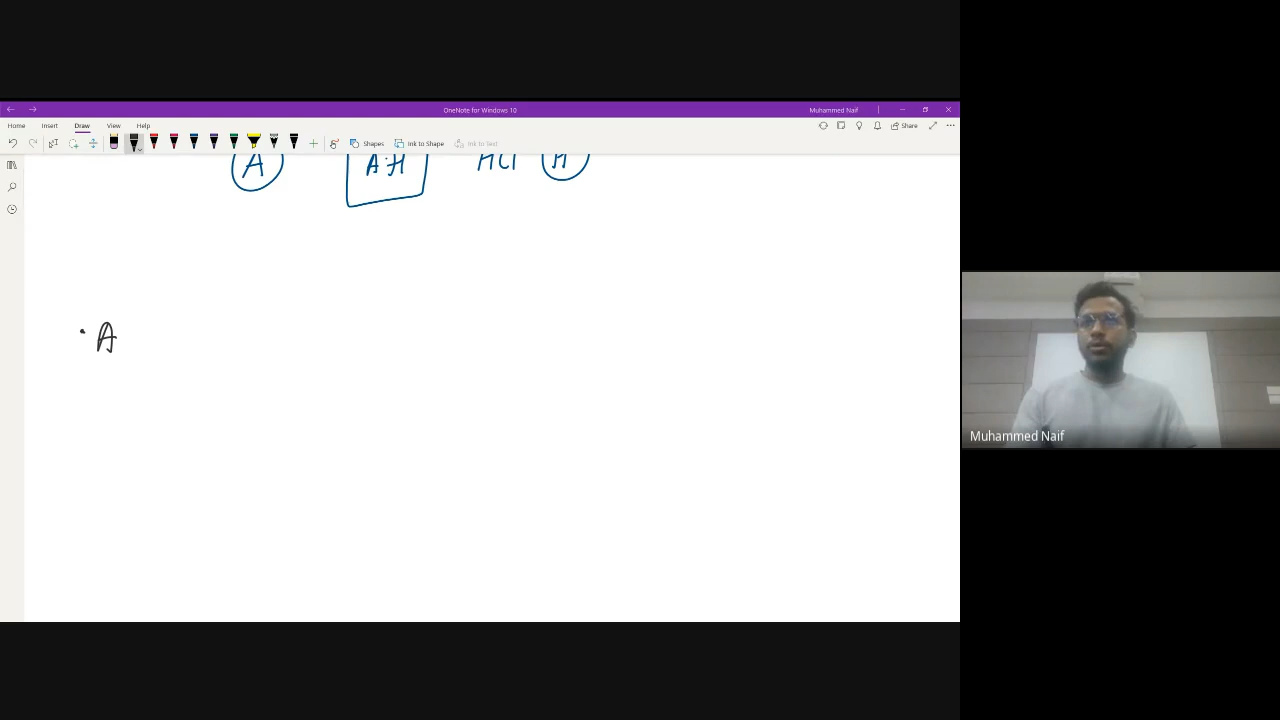 OneNote for Windows 10
Muhammed Naif
Home Insert Draw View Help
Share
Shapes Ink to Shape Ink to Text
A A:H HCl H
· A
Muhammed Naif